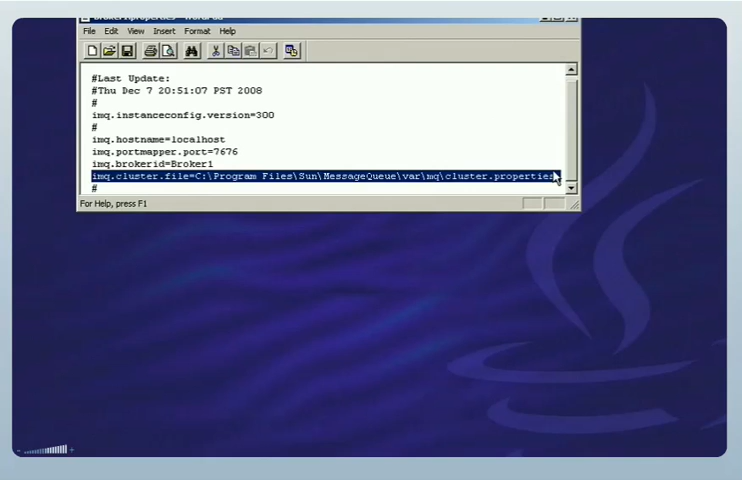 File Edit View Insert Format Help
#Last Update:
#Thu Dec 7 20:51:07 PST 2008
#
imq.instanceconfig.version=300
#
imq.hostname=localhost
imq.portmapper.port=7676
imq.brokerid=Broker1
imq.cluster.file=C:\Program Files\Sun\MessageQueue\var\mq\cluster.properties
#
For Help, press F1